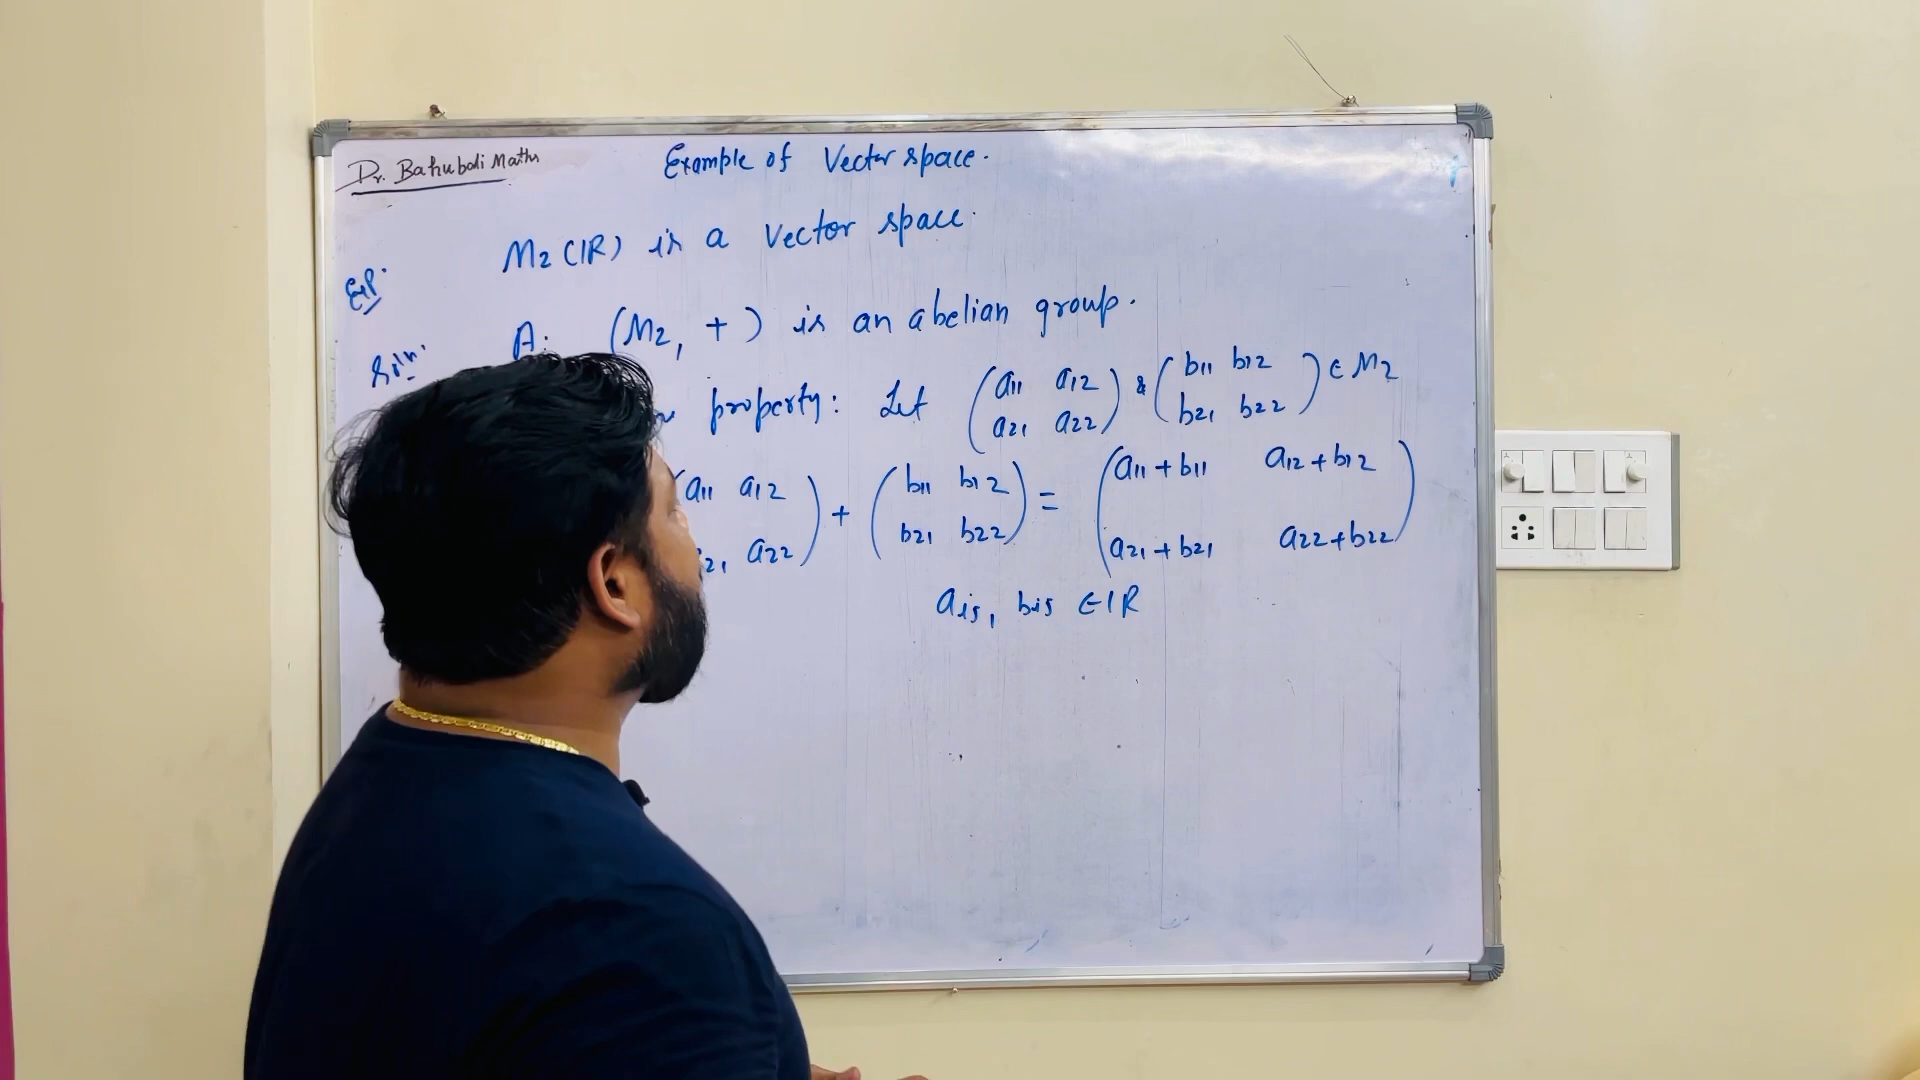 Dr. Bahubali Maths
Example of Vector space.
Exp. M2 (IR) is a vector space.
Soln. A: (M2, +) is an abelian group.
property: Let (a11 a12 a21 a22) & (b11 b12 b21 b22) ∈ M2
(a11 a12 a22) + (b11 b12 b21 b22) = (a11+b11 a12+b12 a21+b21 a22+b22)
aij, bij ∈ IR